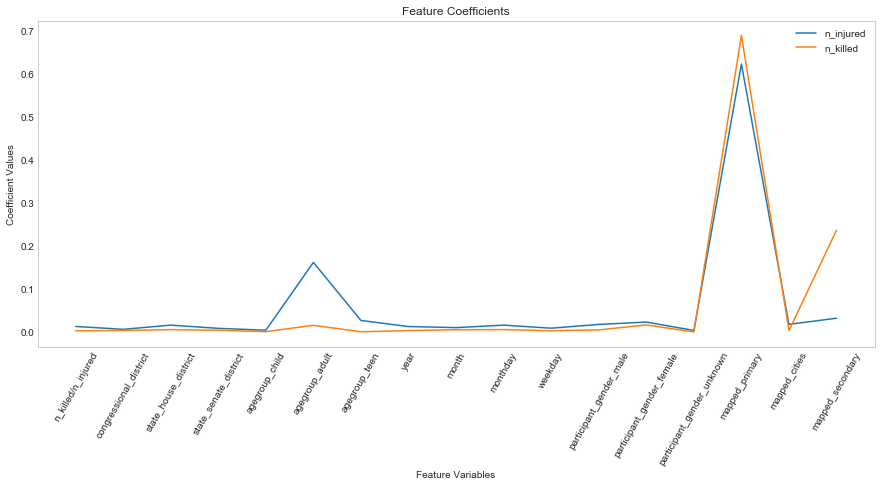 Feature Coefficients
n_injured
n_killed
Coefficient Values
0.7
0.6
0.5
0.4
0.3
0.2
0.1
0.0
n_killed/n_injured
congressional_district
state_house_district
state_senate_district
agegroup_child
agegroup_adult
agegroup_teen
year
month
monthday
weekday
participant_gender_male
participant_gender_female
participant_gender_unknown
mapped_primary
mapped_cities
mapped_secondary
Feature Variables